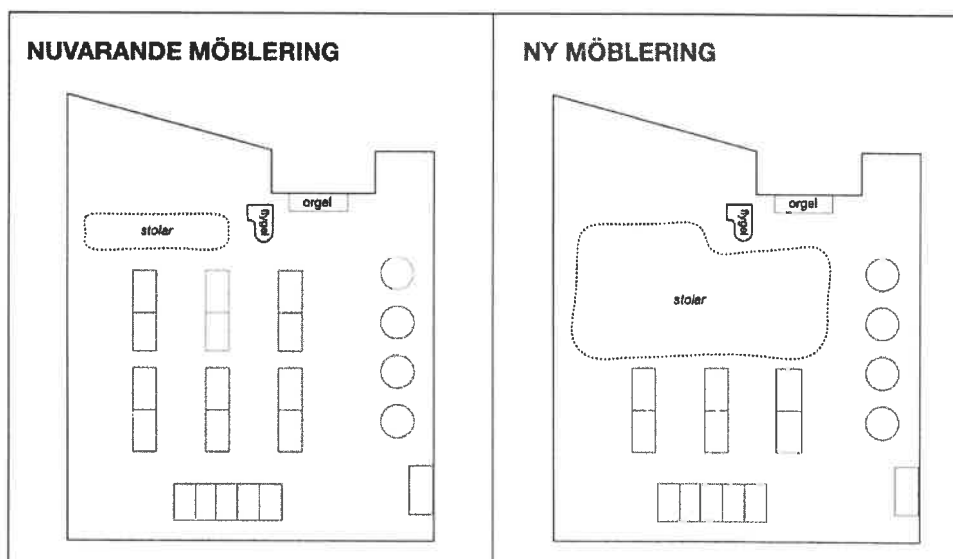 NUVARANDE MÖBLERING
orgel
flygel
stolar
NY MÖBLERING
orgel
flygel
stolar